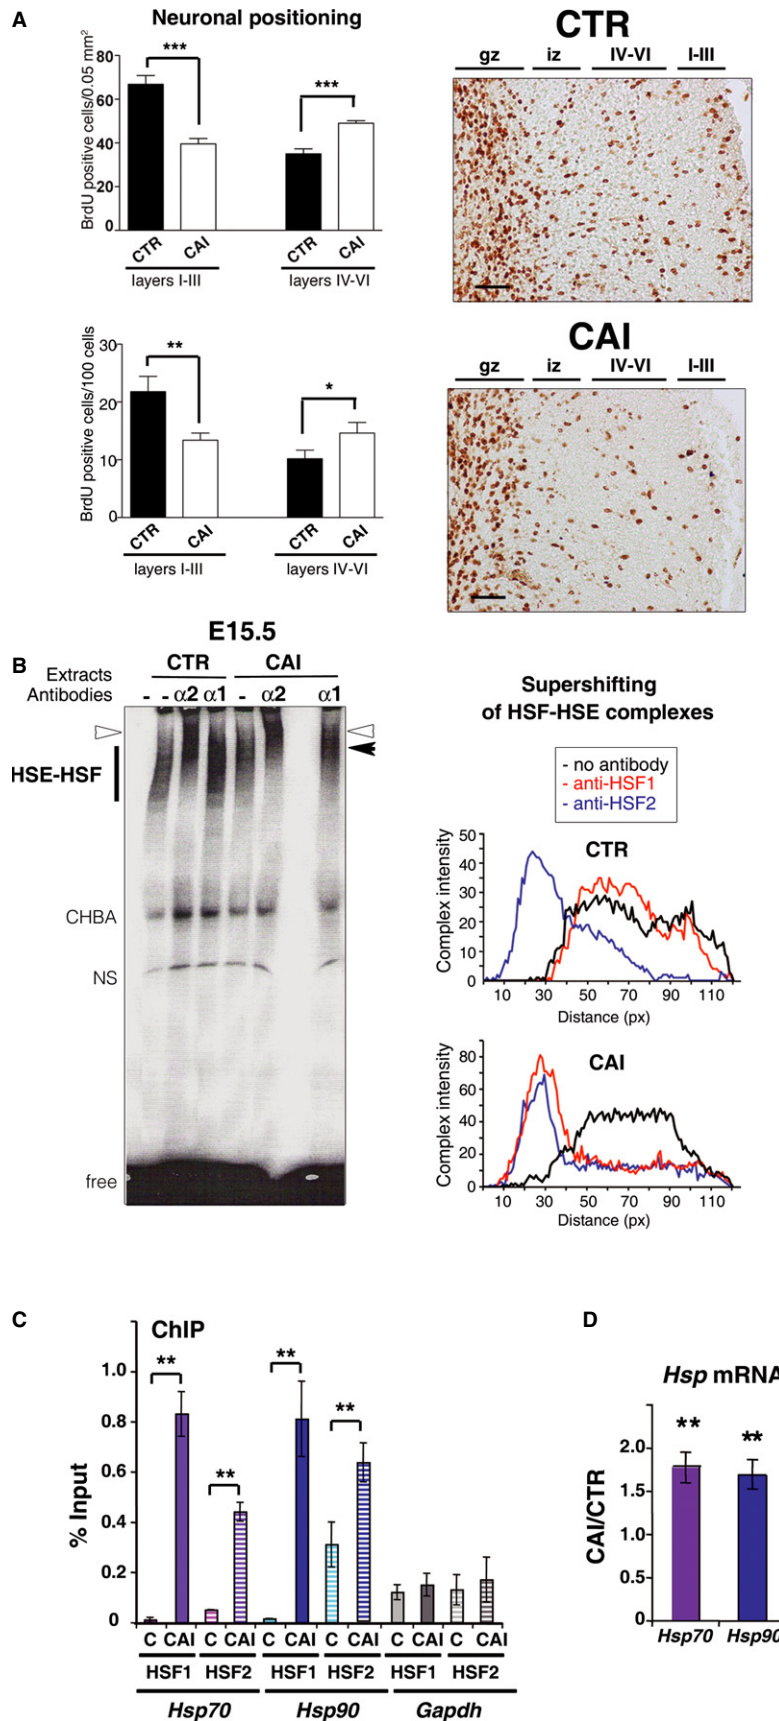 A
Neuronal positioning
BrdU positive cells/0.05 mm²
80
60
40
20
0
***
***
CTR
CAI
CTR
CAI
layers I-III
layers IV-VI
CTR
gz
iz
IV-VI
I-III
BrdU positive cells/100 cells
30
20
10
0
**
*
CTR
CAI
CTR
CAI
layers I-III
layers IV-VI
CAI
gz
iz
IV-VI
I-III
B
E15.5
CTR
CAI
Extracts
Antibodies
- - α2 α1 - α2 α1
HSE-HSF
CHBA
NS
free
Supershifting
of HSF-HSE complexes
- no antibody
- anti-HSF1
- anti-HSF2
CTR
Complex intensity
50
40
30
20
10
0
10 30 50 70 90 110
Distance (px)
CAI
Complex intensity
80
60
40
20
0
10 30 50 70 90 110
Distance (px)
C
ChIP
% Input
1.0
0.8
0.6
0.4
0.2
0
**
**
**
**
C CAI C CAI C CAI C CAI C CAI C CAI
HSF1 HSF2 HSF1 HSF2 HSF1 HSF2
Hsp70 Hsp90 Gapdh
D
Hsp mRNA
CAI/CTR
2.0
1.5
1.0
0.5
0
**
**
Hsp70 Hsp90